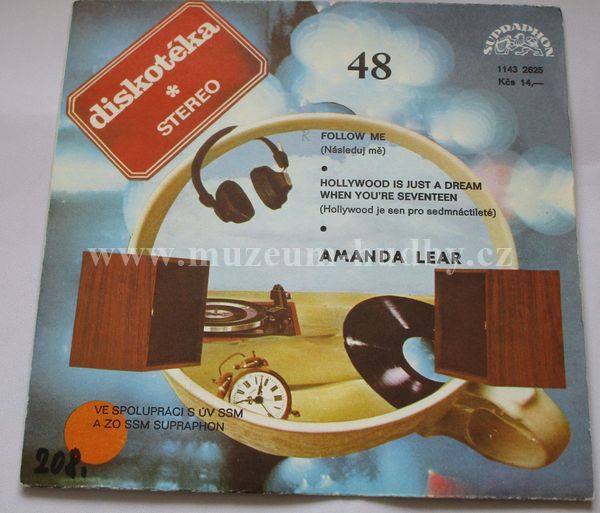 diskotéka
*
STEREO
48
SUPRAPHON
1143 2625
Kčs 14,—
FOLLOW ME
(Následuj mě)
•
HOLLYWOOD IS JUST A DREAM
WHEN YOU'RE SEVENTEEN
(Hollywood je sen pro sedmnáctileté)
•
AMANDA LEAR
www.muzeum-hudby.cz
VE SPOLUPRÁCI S ÚV SSM
A ZO SSM SUPRAPHON
208.